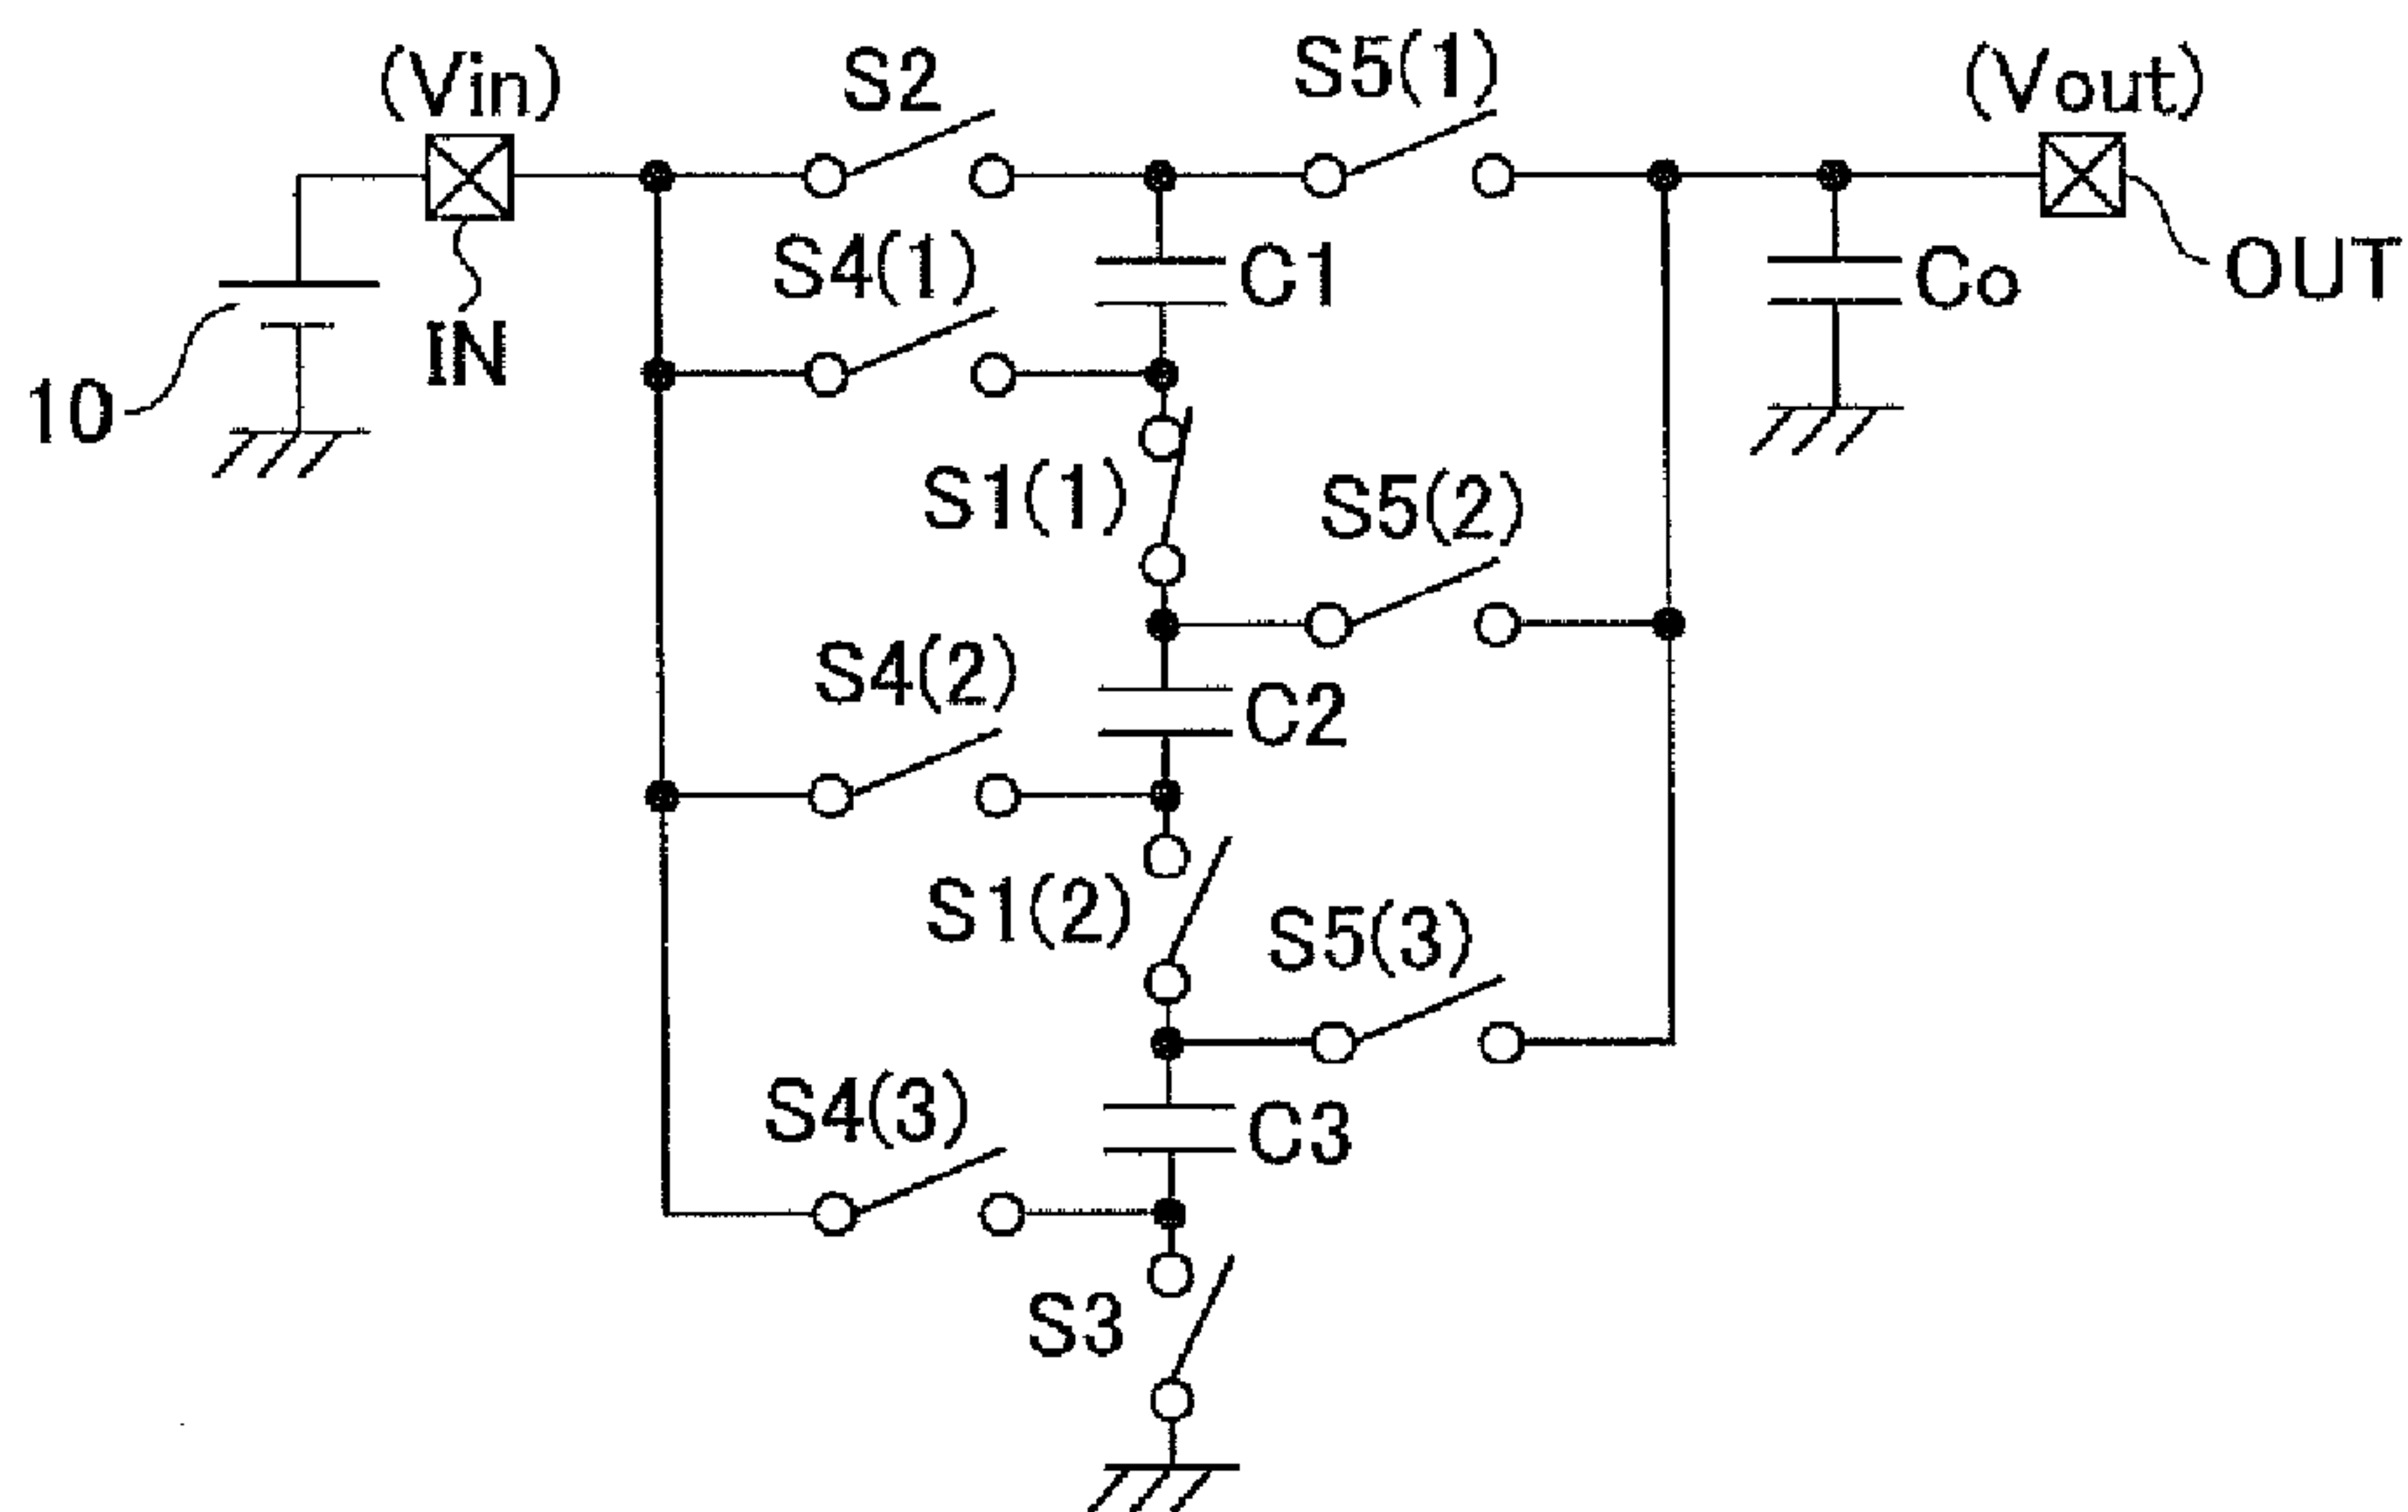 (Vin)
S2
S5(1)
(Vout)
S4(1)
C1
Co
OUT
IN
10
S1(1)
S5(2)
S4(2)
C2
S1(2)
S5(3)
S4(3)
C3
S3